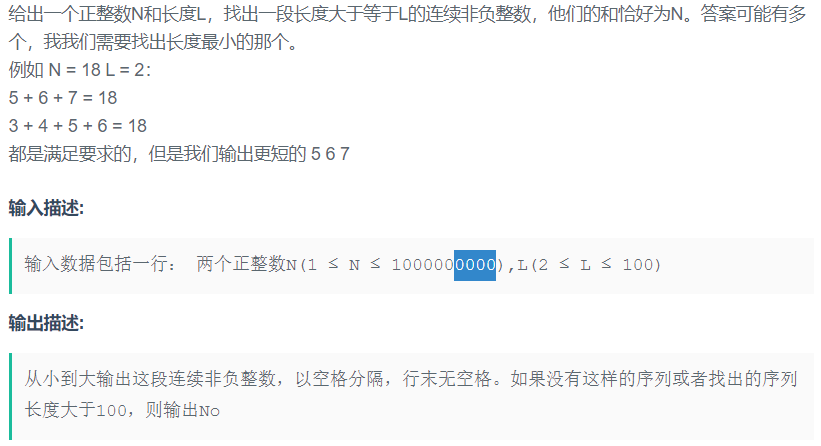 给出一个正整数N和长度L，找出一段长度大于等于L的连续非负整数，他们的和恰好为N。答案可能有多
个，我我们需要找出长度最小的那个。
例如 N = 18 L = 2：
5 + 6 + 7 = 18
3 + 4 + 5 + 6 = 18
都是满足要求的，但是我们输出更短的 5 6 7
输入描述:
输入数据包括一行： 两个正整数N(1 ≤ N ≤ 1000000000),L(2 ≤ L ≤ 100)
输出描述:
从小到大输出这段连续非负整数，以空格分隔，行末无空格。如果没有这样的序列或者找出的序列
长度大于100，则输出No